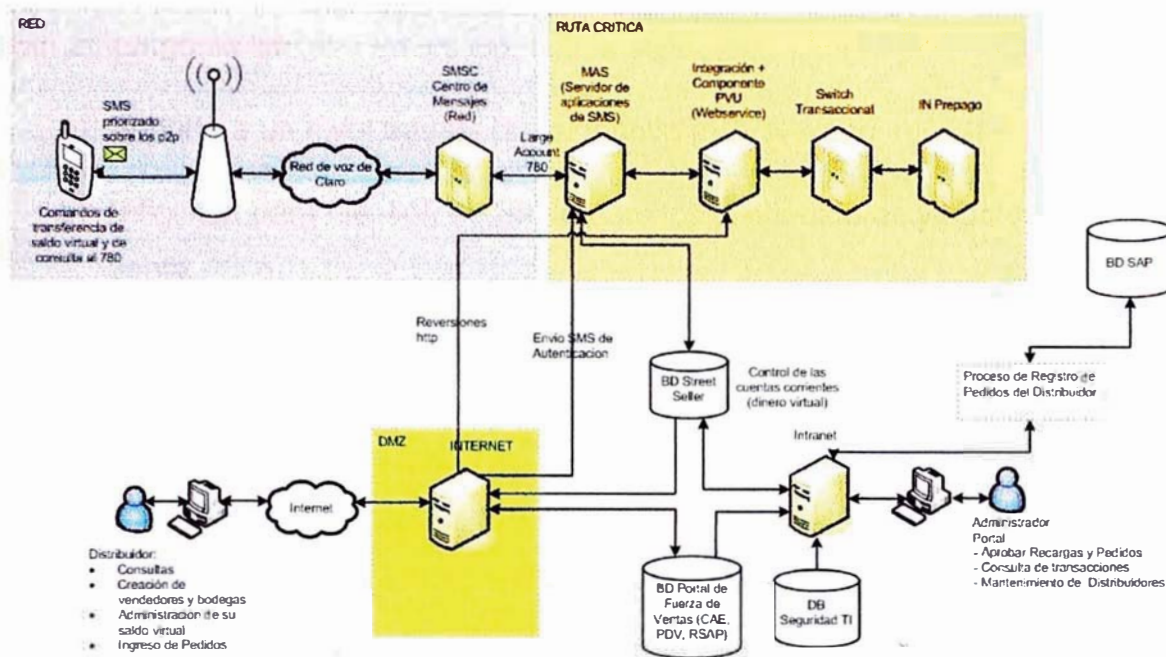 RED
RUTA CRITICA
SMS
priorizado
sobre los p2p
SMSC
Centro de
Mensajes
(Red)
MAS
(Servidor de
aplicaciones
de SMS)
Integración +
Componente
PVU
(Webservice)
Switch
Transaccional
IN Prepago
Large
Account
780
Red de voz de
Claro
Comandos de
transferencia de
saldo virtual y de
consulta al 780
BD SAP
Reversiones
http
Envio SMS de
Autenticacion
BD Street
Seller
Control de las
cuentas corrientes
(dinero virtual)
Proceso de Registro de
Pedidos del Distribuidor
Intranet
DMZ
INTERNET
Internet
Distribuidor:
• Consultas
• Creación de
vendedores y bodegas
• Administración de su
saldo virtual
• Ingreso de Pedidos
BD Portal de
Fuerza de
Ventas (CAE,
PDV, RSAP)
DB
Seguridad TI
Administrador
Portal
- Aprobar Recargas y Pedidos
- Consulta de transacciones
- Mantenimiento de Distribuidores